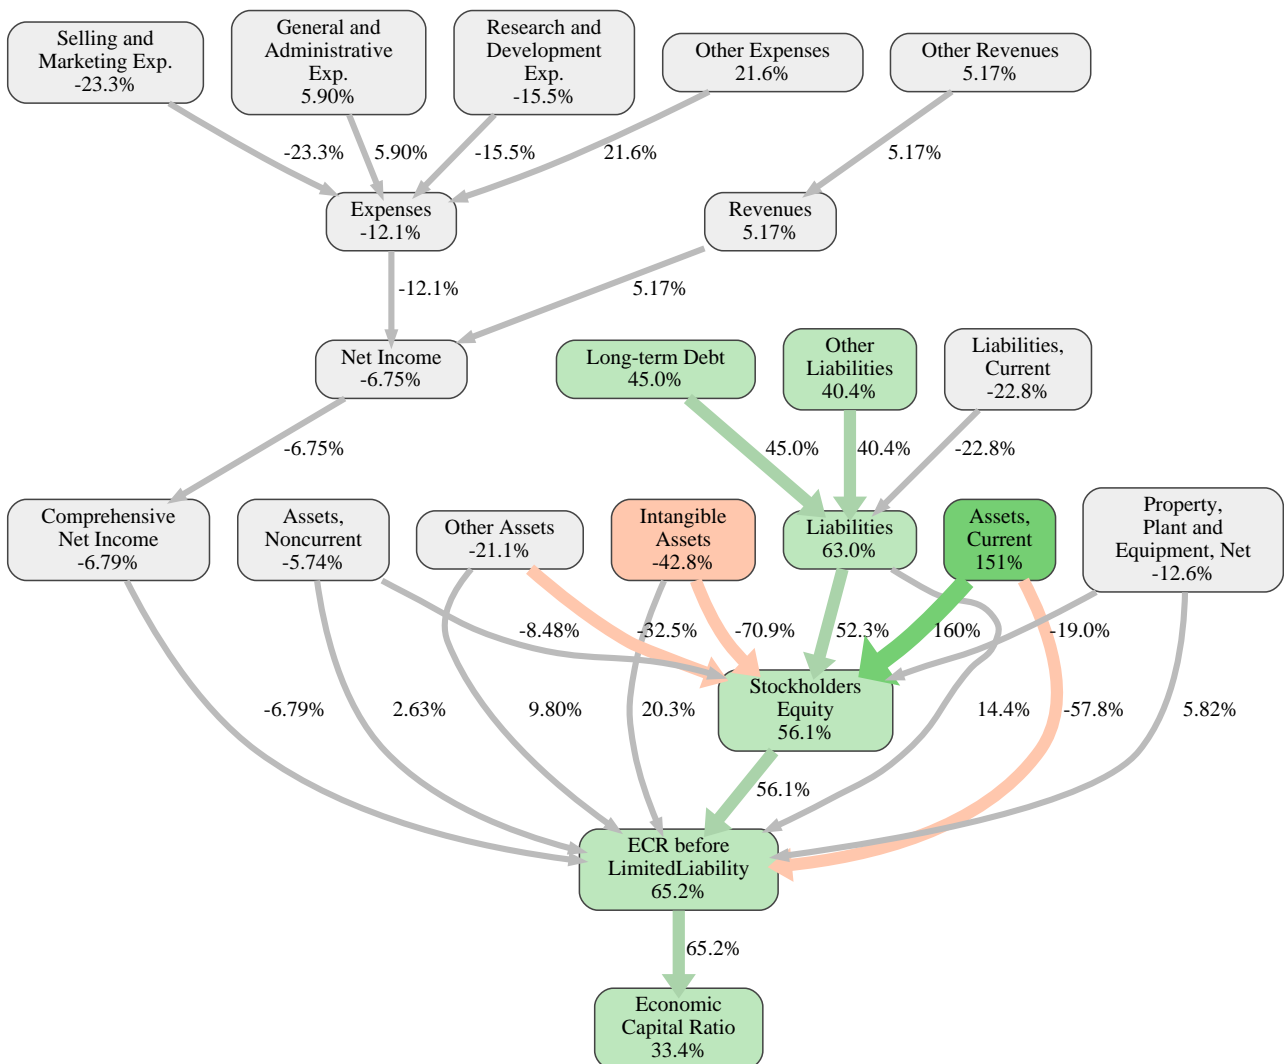 Selling and
Marketing Exp.
-23.3%
General and
Administrative
Exp.
5.90%
Research and
Development
Exp.
-15.5%
Other Expenses
21.6%
Other Revenues
5.17%
-23.3%
5.90%
-15.5%
21.6%
5.17%
Expenses
-12.1%
Revenues
5.17%
-12.1%
5.17%
Net Income
-6.75%
Long-term Debt
45.0%
Other
Liabilities
40.4%
Liabilities,
Current
-22.8%
-6.75%
45.0%
40.4%
-22.8%
Comprehensive
Net Income
-6.79%
Assets,
Noncurrent
-5.74%
Other Assets
-21.1%
Intangible
Assets
-42.8%
Liabilities
63.0%
Assets,
Current
151%
Property,
Plant and
Equipment, Net
-12.6%
-8.48%
-32.5%
-70.9%
52.3%
160%
-19.0%
Stockholders
Equity
56.1%
-6.79%
2.63%
9.80%
20.3%
14.4%
-57.8%
5.82%
56.1%
ECR before
LimitedLiability
65.2%
65.2%
Economic
Capital Ratio
33.4%